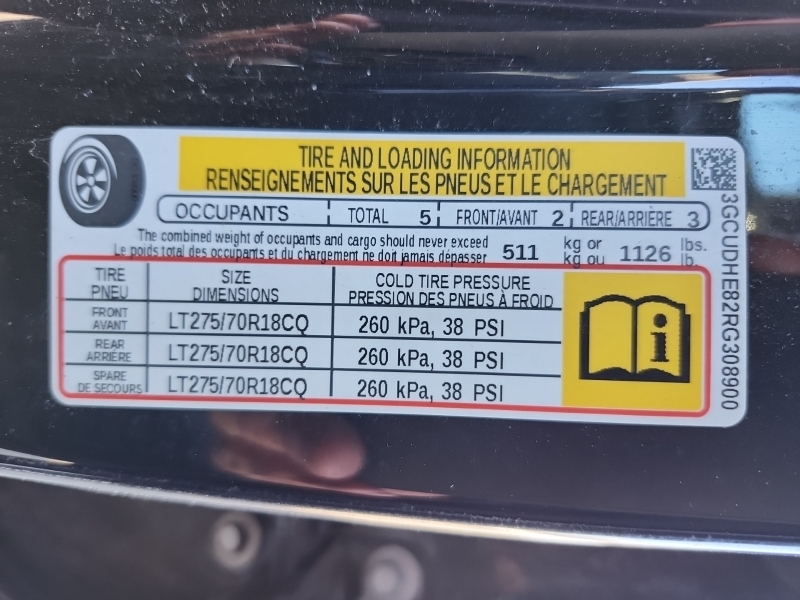 TIRE AND LOADING INFORMATION
RENSEIGNEMENTS SUR LES PNEUS ET LE CHARGEMENT
OCCUPANTS TOTAL 5 FRONT/AVANT 2 REAR/ARRIÈRE 3
The combined weight of occupants and cargo should never exceed 511 kg or 1126 lbs.
Le poids total des occupants et du chargement ne doit jamais dépasser kg ou lb.
TIRE SIZE COLD TIRE PRESSURE
PNEU DIMENSIONS PRESSION DES PNEUS À FROID
FRONT
AVANT LT275/70R18CQ 260 kPa, 38 PSI
REAR
ARRIÈRE LT275/70R18CQ 260 kPa, 38 PSI
SPARE
DE SECOURS LT275/70R18CQ 260 kPa, 38 PSI
3GCUDHE82RG308900